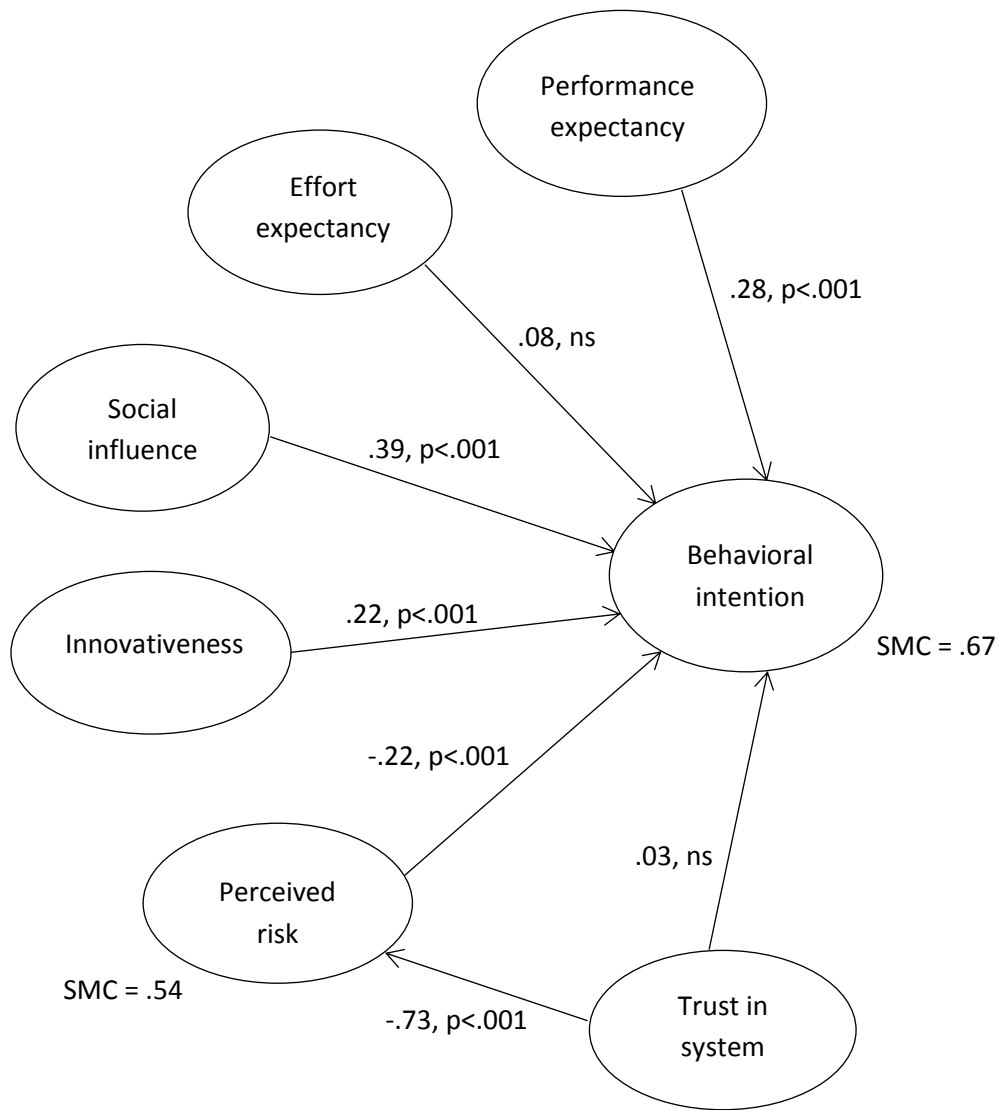 Performance
expectancy
Effort
expectancy
.28, p<.001
.08, ns
Social
influence
.39, p<.001
Behavioral
intention
.22, p<.001
Innovativeness
SMC = .67
-.22, p<.001
.03, ns
Perceived
risk
SMC = .54
-.73, p<.001
Trust in
system